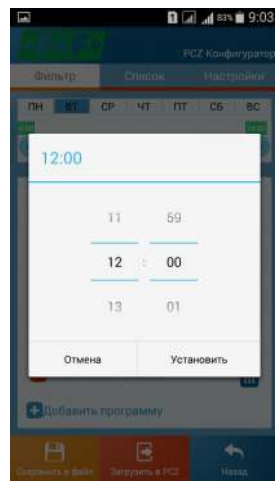 83% 9:03
PCZ Конфигуратор
Фильтр Список Настройки
ПН ВТ СР ЧТ ПТ СБ ВС
12:00
11 59
12 : 00
13 01
Отмена Установить
Добавить программу
Сохранить в файл Загрузить в PCZ Назад